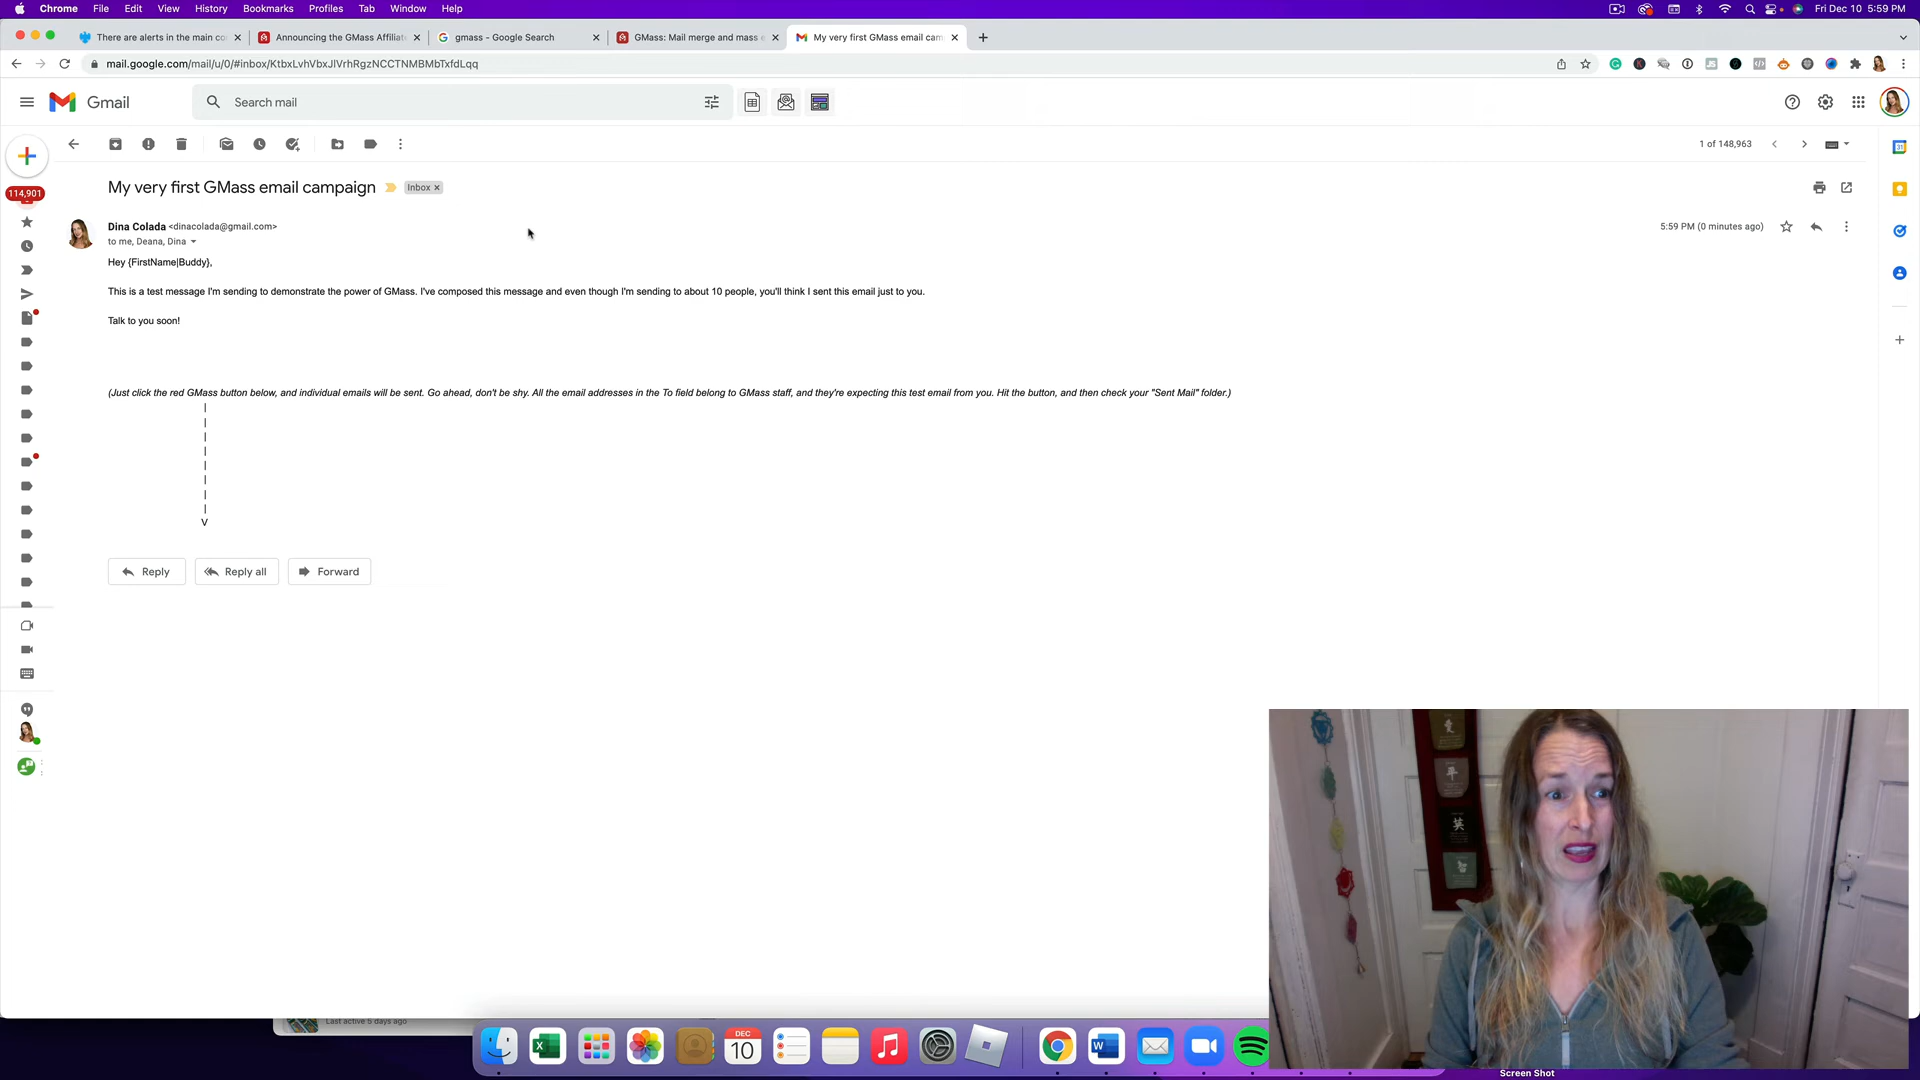 Chrome File Edit View History Bookmarks Profiles Tab Window Help Fri Dec 10 5:59 PM
There are alerts in the main co Announcing the GMass Affiliat gmass - Google Search GMass: Mail merge and mass e My very first GMass email cam
mail.google.com/mail/u/0/#inbox/KtbxLvhVbxJlVrhRgzNCCTNMBMbTxfdLqq
Gmail Search mail
1 of 148,963
114,901
My very first GMass email campaign Inbox x
Dina Colada <dinacolada@gmail.com> 5:59 PM (0 minutes ago)
to me, Deana, Dina
Hey {FirstName|Buddy},
This is a test message I'm sending to demonstrate the power of GMass. I've composed this message and even though I'm sending to about 10 people, you'll think I sent this email just to you.
Talk to you soon!
(Just click the red GMass button below, and individual emails will be sent. Go ahead, don't be shy. All the email addresses in the To field belong to GMass staff, and they're expecting this test email from you. Hit the button, and then check your "Sent Mail" folder.)
|
|
|
|
|
|
|
|
V
Reply Reply all Forward
平
英
Last active 5 days ago
DEC
10
Screen Shot